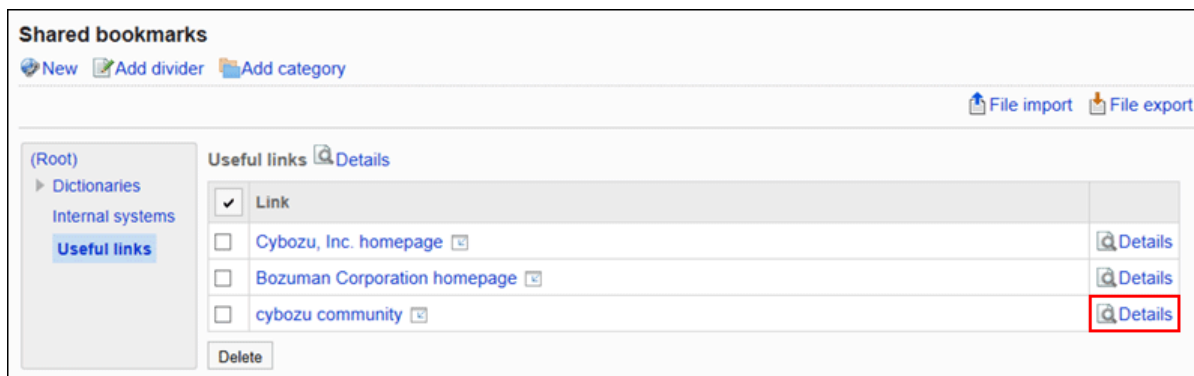 Shared bookmarks
New Add divider Add category
File import File export
(Root)
Dictionaries
Internal systems
Useful links
Useful links Details
Link
Cybozu, Inc. homepage Details
Bozuman Corporation homepage Details
cybozu community Details
Delete